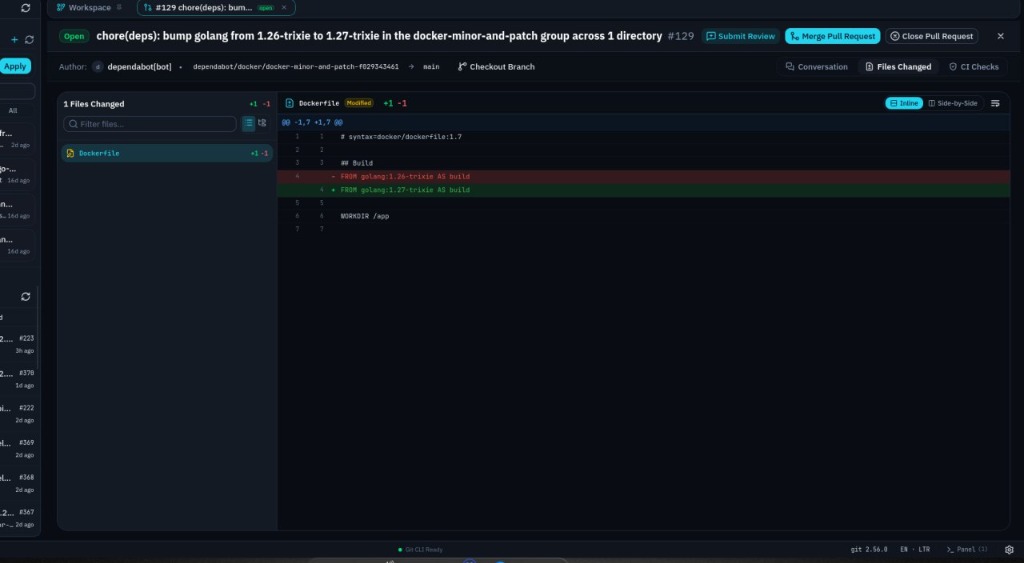 Workspace
#129 chore(deps): bum... open
Open chore(deps): bump golang from 1.26-trixie to 1.27-trixie in the docker-minor-and-patch group across 1 directory #129 Submit Review Merge Pull Request Close Pull Request
Apply
Author: dependabot[bot] • dependabot/docker/docker-minor-and-patch-f029343461 → main Checkout Branch Conversation Files Changed CI Checks
All
2d ago
16d ago
16d ago
16d ago
#223
3h ago
#370
1d ago
#222
2d ago
#369
2d ago
#368
2d ago
#367
2d ago
1 Files Changed +1 -1
Filter files...
Dockerfile +1 -1
Dockerfile Modified +1 -1 Inline Side-by-Side
@@ -1,7 +1,7 @@
1 1 # syntax=docker/dockerfile:1.7
2 2
3 3 ## Build
4 - FROM golang:1.26-trixie AS build
4 + FROM golang:1.27-trixie AS build
5 5
6 6 WORKDIR /app
7 7
Git CLI Ready git 2.56.0 EN · LTR Panel (1)